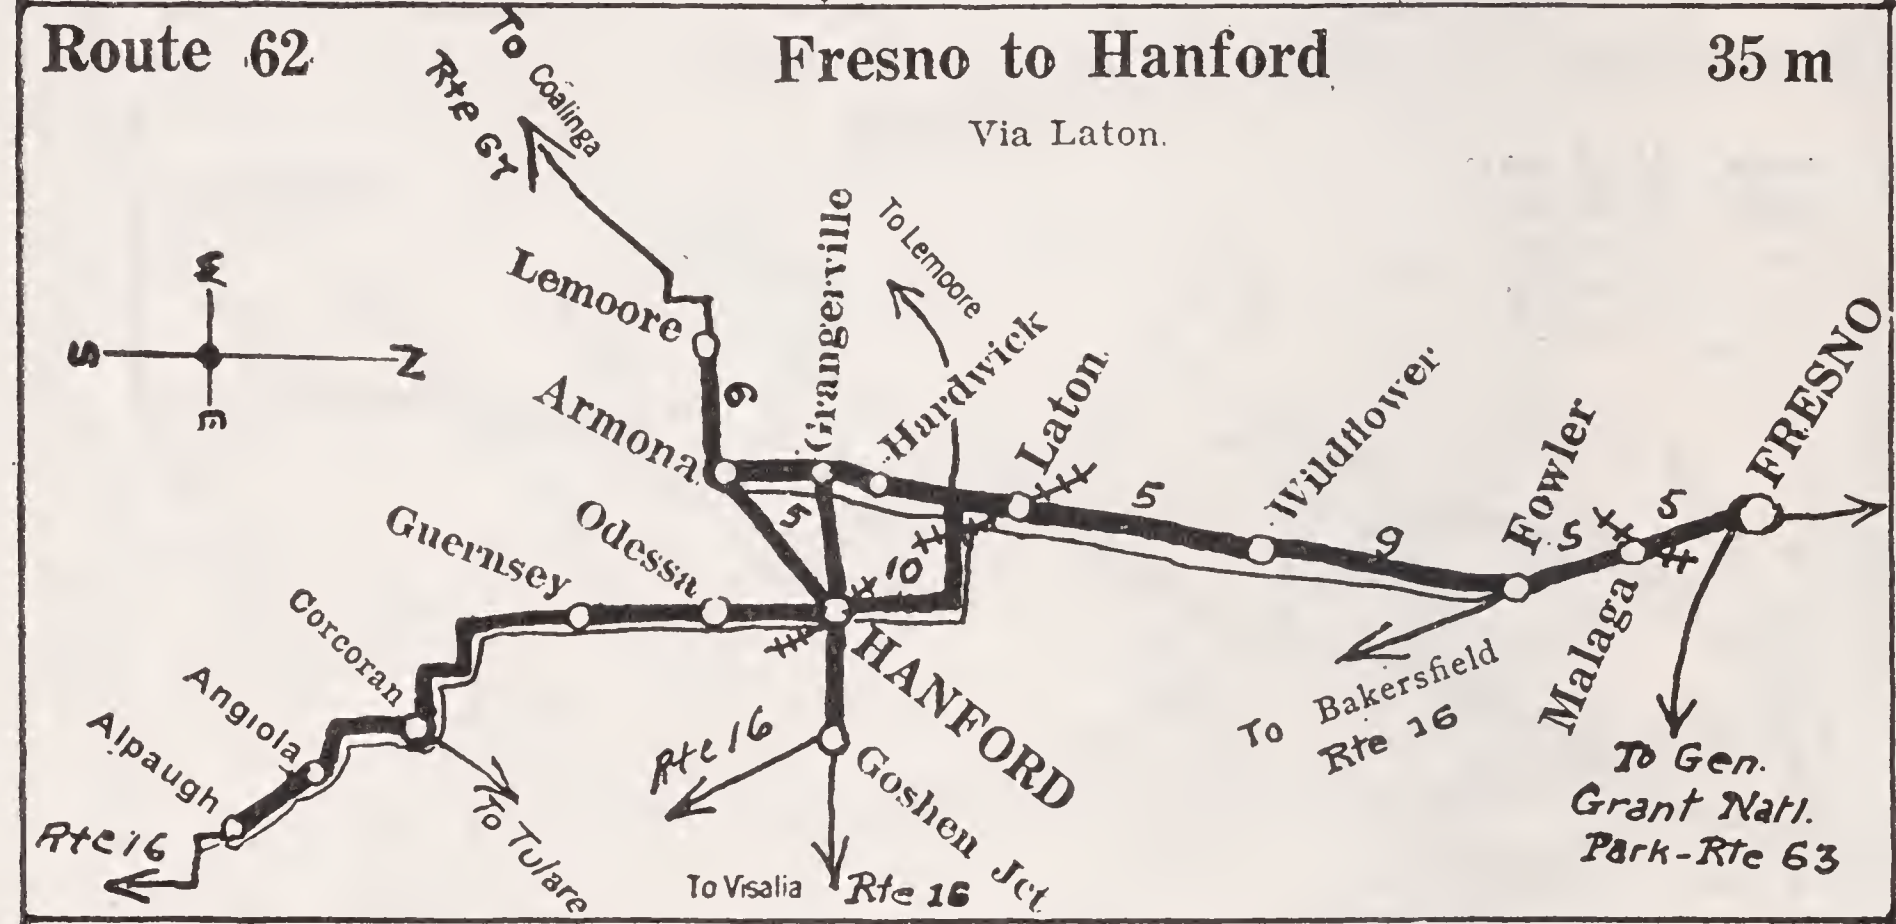 Route 62
Fresno to Hanford
35 m
Via Laton.
To Coalinga
Rte 67
W
S
N
E
Lemoore
6
Grangerville
To Lemoore
Hardwick
Armona
5
Laton
5
Wildflower
9
Fowler
5
5
FRESNO
Malaga
Guernsey
Odessa
10
HANFORD
Corcoran
Angiola
Alpaugh
Rte 16
To Tulare
Rte 16
Goshen Jct.
To Visalia
Rte 16
To Bakersfield
Rte 16
To Gen.
Grant Natl.
Park-Rte 63